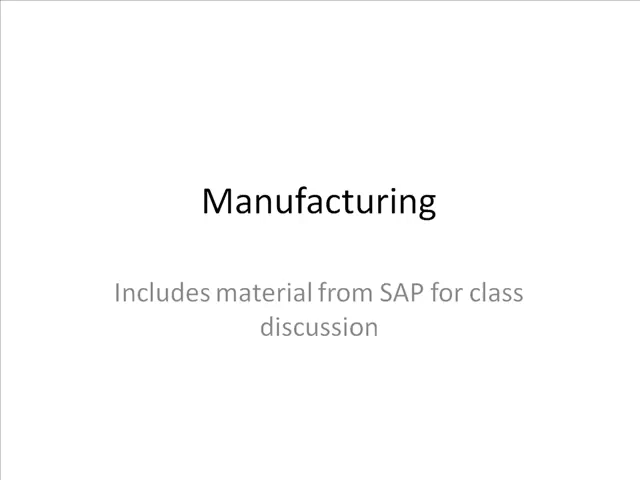 Manufacturing
Includes material from SAP for class
discussion